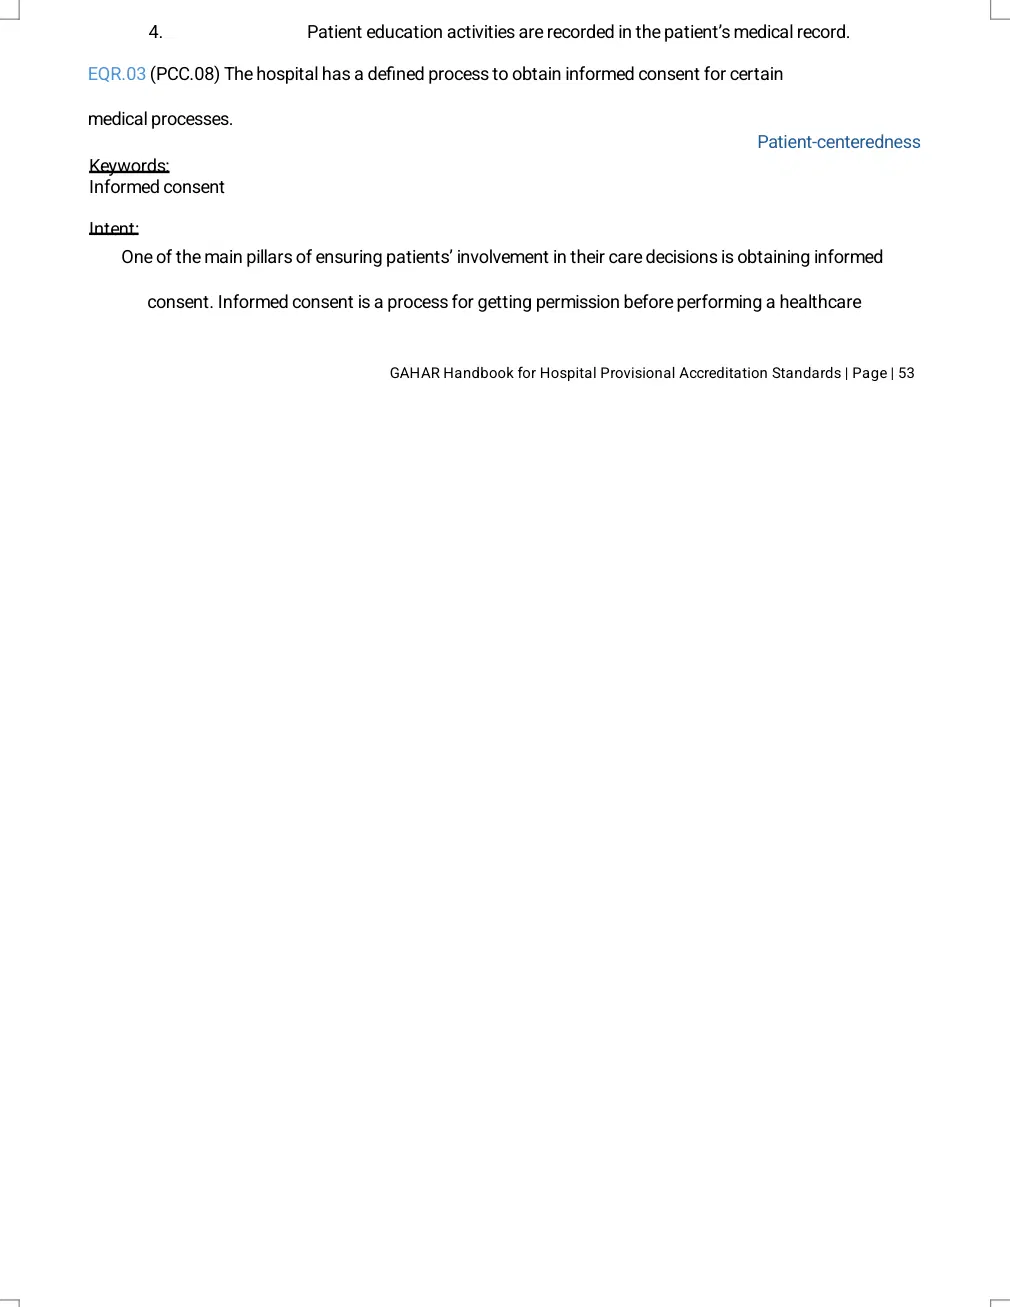 4. Patient education activities are recorded in the patient’s medical record.
EQR.03 (PCC.08) The hospital has a defined process to obtain informed consent for certain
medical processes.
Patient-centeredness
Keywords:
Informed consent
Intent:
One of the main pillars of ensuring patients’ involvement in their care decisions is obtaining informed
consent. Informed consent is a process for getting permission before performing a healthcare
GAHAR Handbook for Hospital Provisional Accreditation Standards | Page | 53